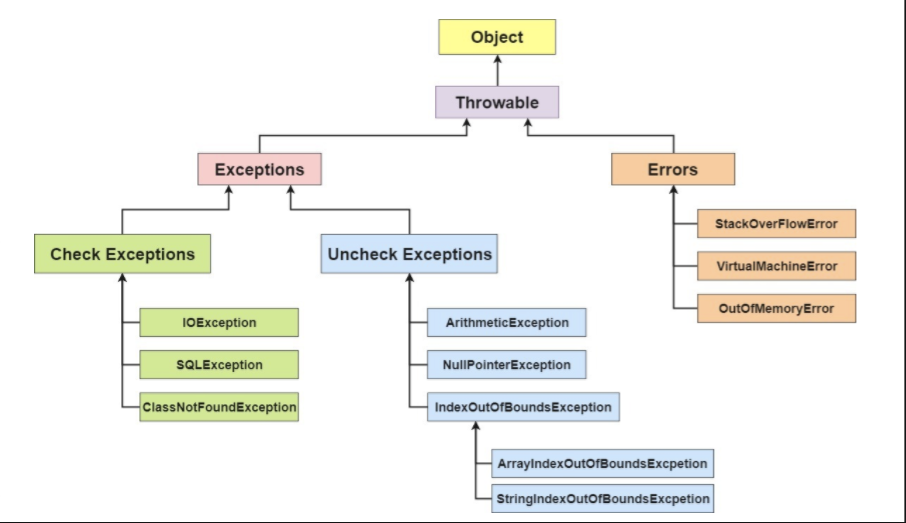 Object
Throwable
Exceptions
Errors
Check Exceptions
Uncheck Exceptions
StackOverFlowError
VirtualMachineError
OutOfMemoryError
IOException
SQLException
ClassNotFoundException
ArithmeticException
NullPointerException
IndexOutOfBoundsException
ArrayIndexOutOfBoundsExcpetion
StringIndexOutOfBoundsExcpetion